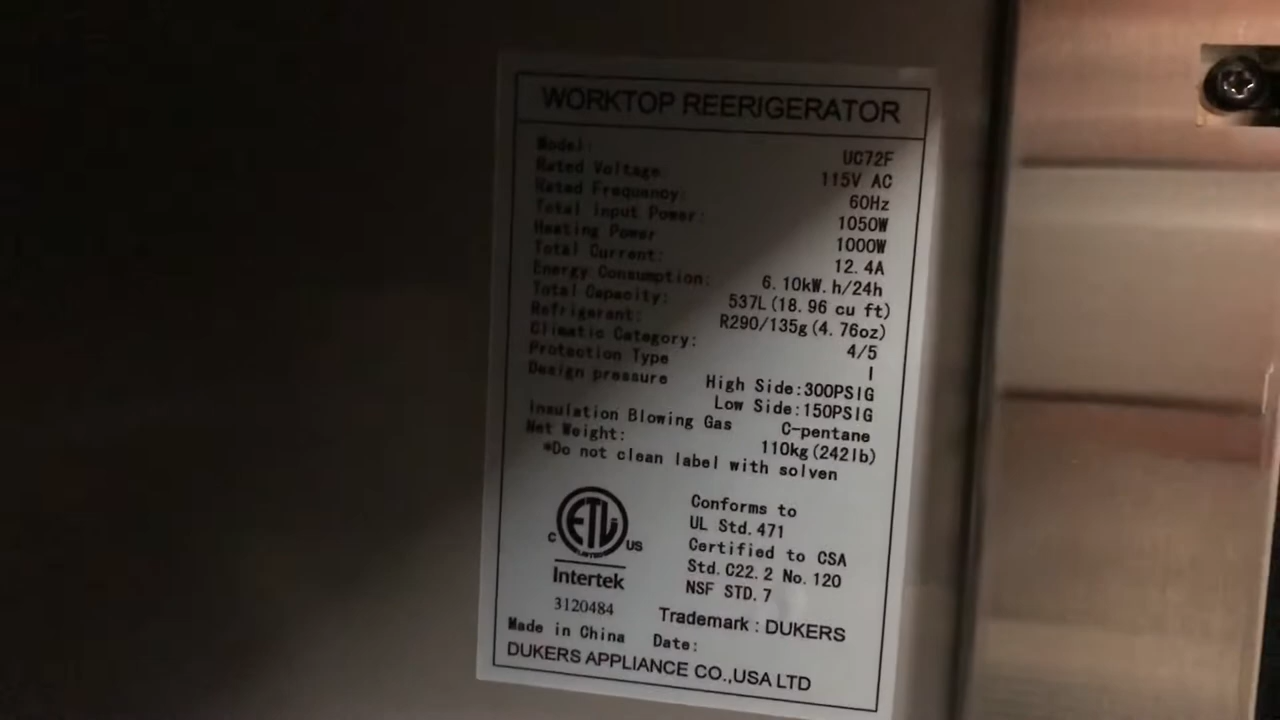 WORKTOP REERIGERATOR
Model: UC72F
Rated Voltage 115V AC
Rated Frequency: 60Hz
Total Input Power: 1050W
Heating Power 1000W
Total Current: 12.4A
Energy Consumption: 6.10kW.h/24h
Total Capacity: 537L(18.96 cu ft)
Refrigerant: R290/135g(4.76oz)
Climatic Category: 4/5
Protection Type I
Design pressure High Side:300PSIG
Low Side:150PSIG
Insulation Blowing Gas C-pentane
Net Weight: 110kg(242lb)
*Do not clean label with solven
Conforms to
UL Std.471
Certified to CSA
Std.C22.2 No.120
NSF STD.7
ETL
C US
LISTED
Intertek
3120484
Trademark : DUKERS
Made in China Date:
DUKERS APPLIANCE CO.,USA LTD